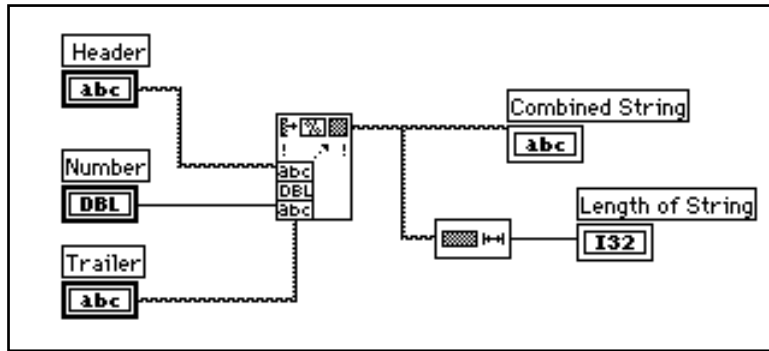 Header
abc
Number
DBL
Trailer
abc
%
! !
abc
DBL
abc
Combined String
abc
Length of String
I32